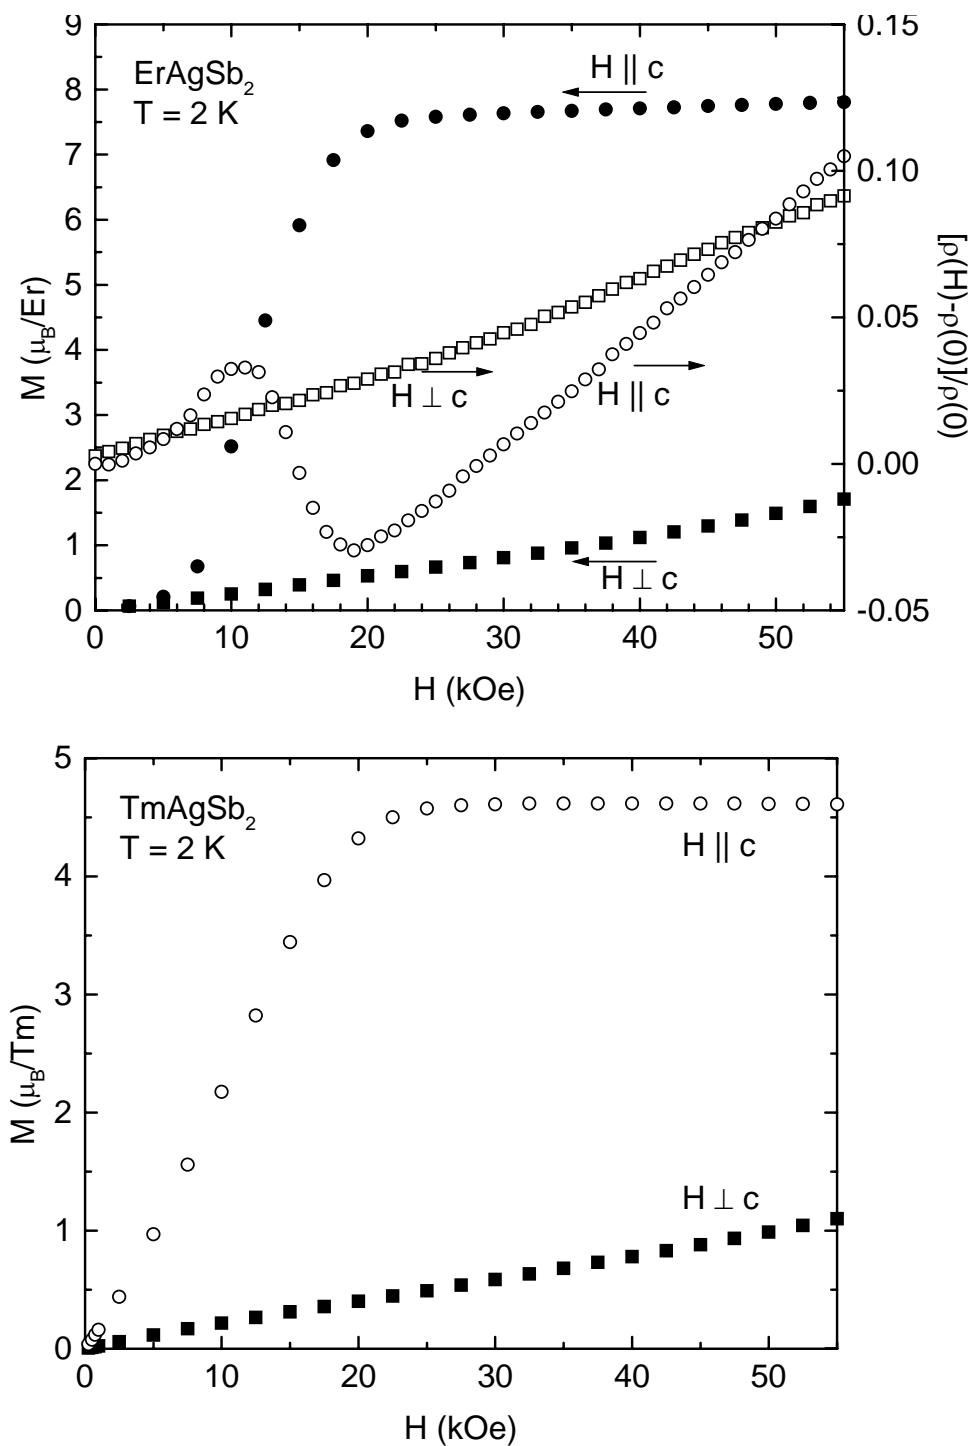 ErAgSb₂
T = 2 K
H || c
H ⊥ c
H || c
H ⊥ c
9
8
7
6
5
4
3
2
1
0
M (μ_B/Er)
0.15
0.10
0.05
0.00
-0.05
[ρ(H)-ρ(0)]/ρ(0)
0 10 20 30 40 50
H (kOe)
TmAgSb₂
T = 2 K
H || c
H ⊥ c
5
4
3
2
1
0
M (μ_B/Tm)
0 10 20 30 40 50
H (kOe)